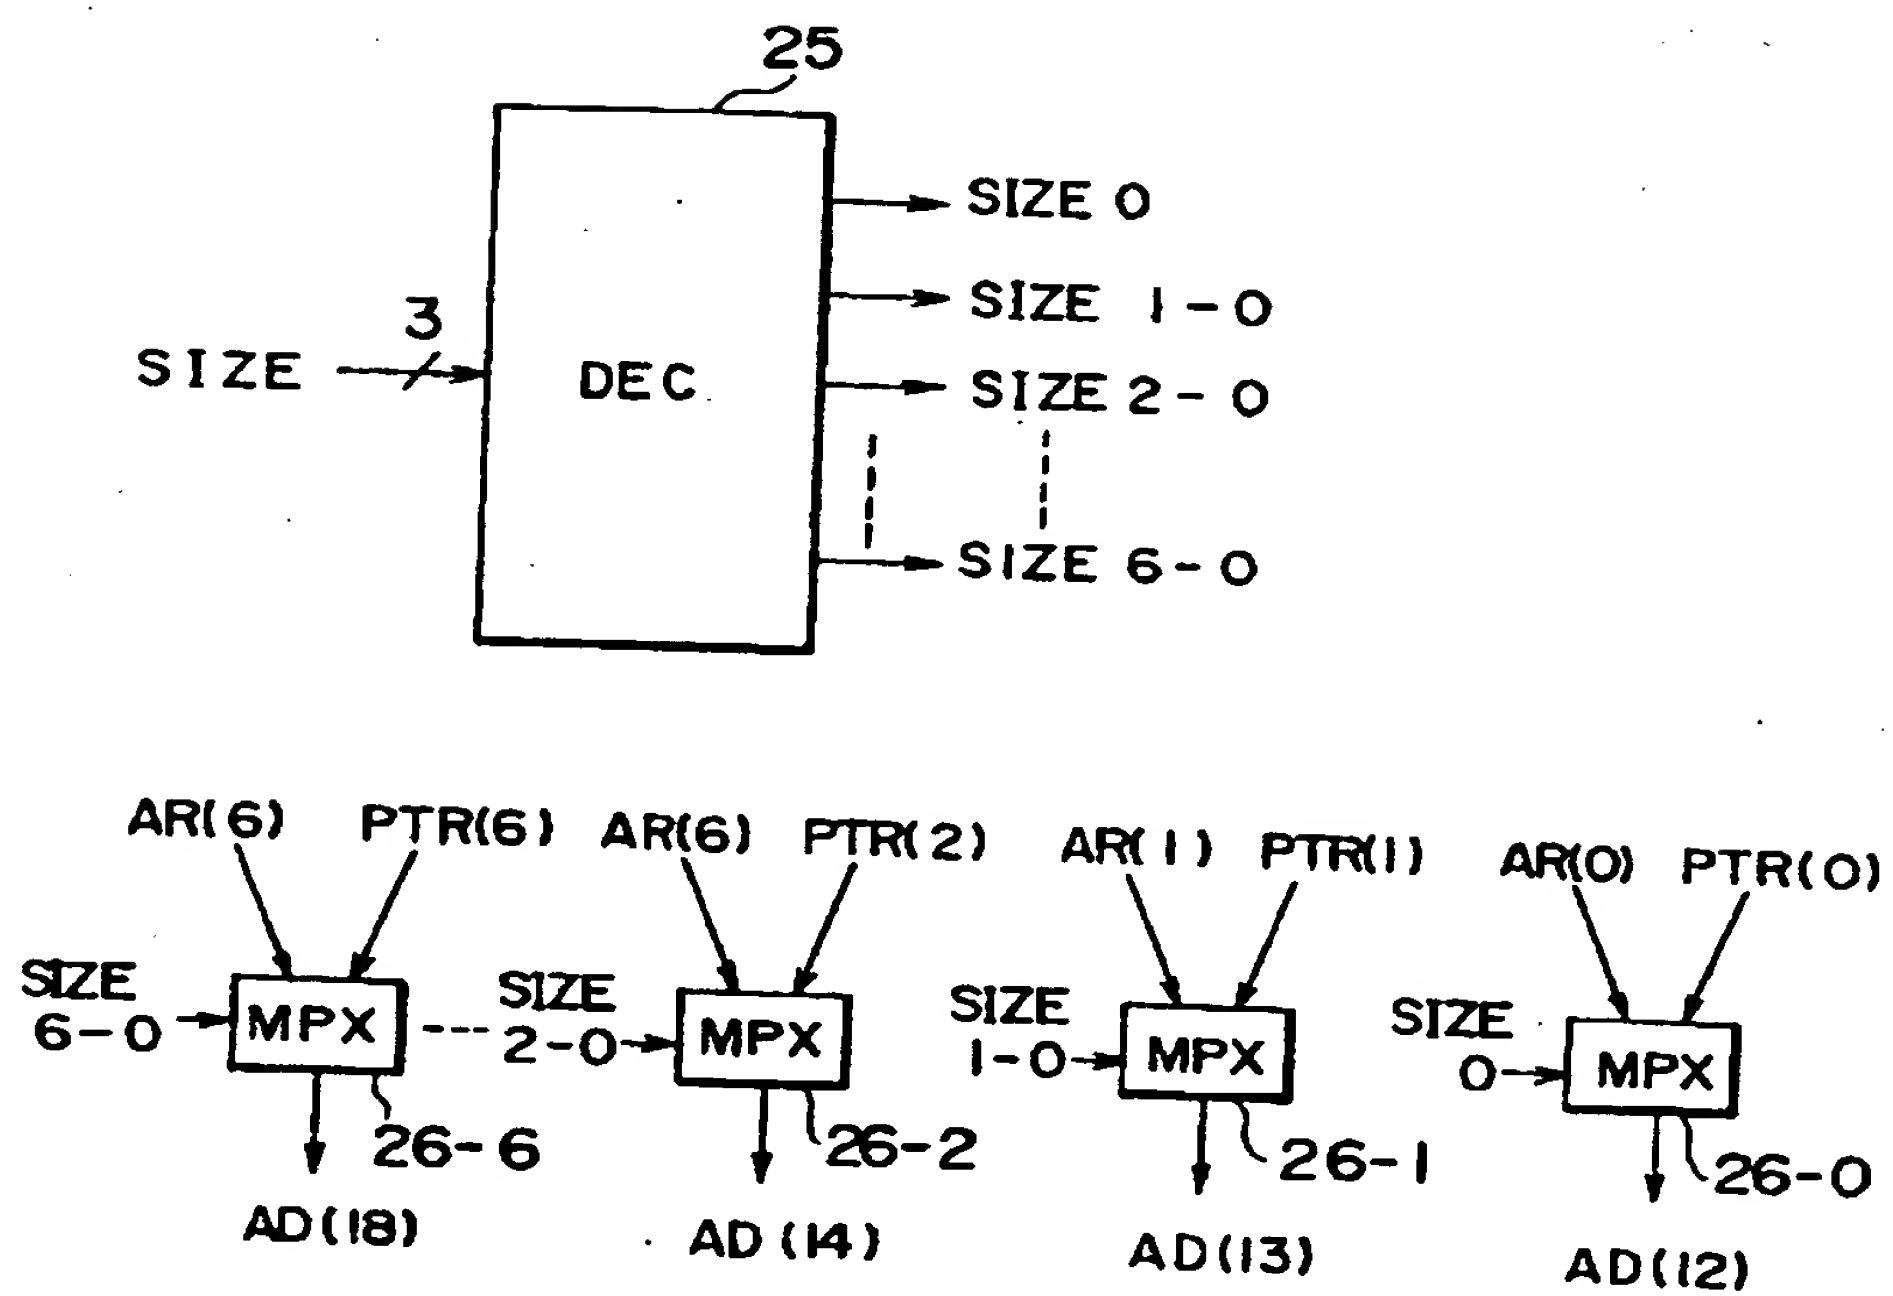 25
SIZE 0
SIZE 1-0
3
SIZE
DEC
SIZE 2-0
SIZE 6-0
AR(6) PTR(6) AR(6) PTR(2) AR(1) PTR(1) AR(0) PTR(0)
SIZE 6-0 MPX SIZE 2-0 MPX SIZE 1-0 MPX SIZE 0 MPX
26-6 26-2 26-1 26-0
AD(18) AD(14) AD(13) AD(12)